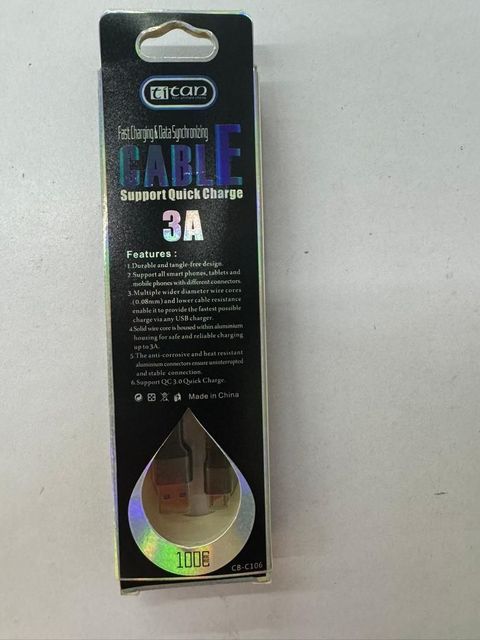 titan
Fast Charging & Data Synchronizing
CABLE
Support Quick Charge
3A
Features :
1.Durable and tangle-free design.
2.Support all smart phones, tablets and
mobile phones with different connectors.
3.Multiple wider diameter wire cores
(0.08mm) and lower cable resistance
enable it to provide the fastest possible
charge via any USB charger.
4.Solid wire core is housed within aluminium
housing for safe and reliable charging
up to 3A.
5.The anti-corrosive and heat resistant
aluminium connectors ensure uninterrupted
and stable connection.
6.Support QC 3.0 Quick Charge.
Made in China
100
CB-C106